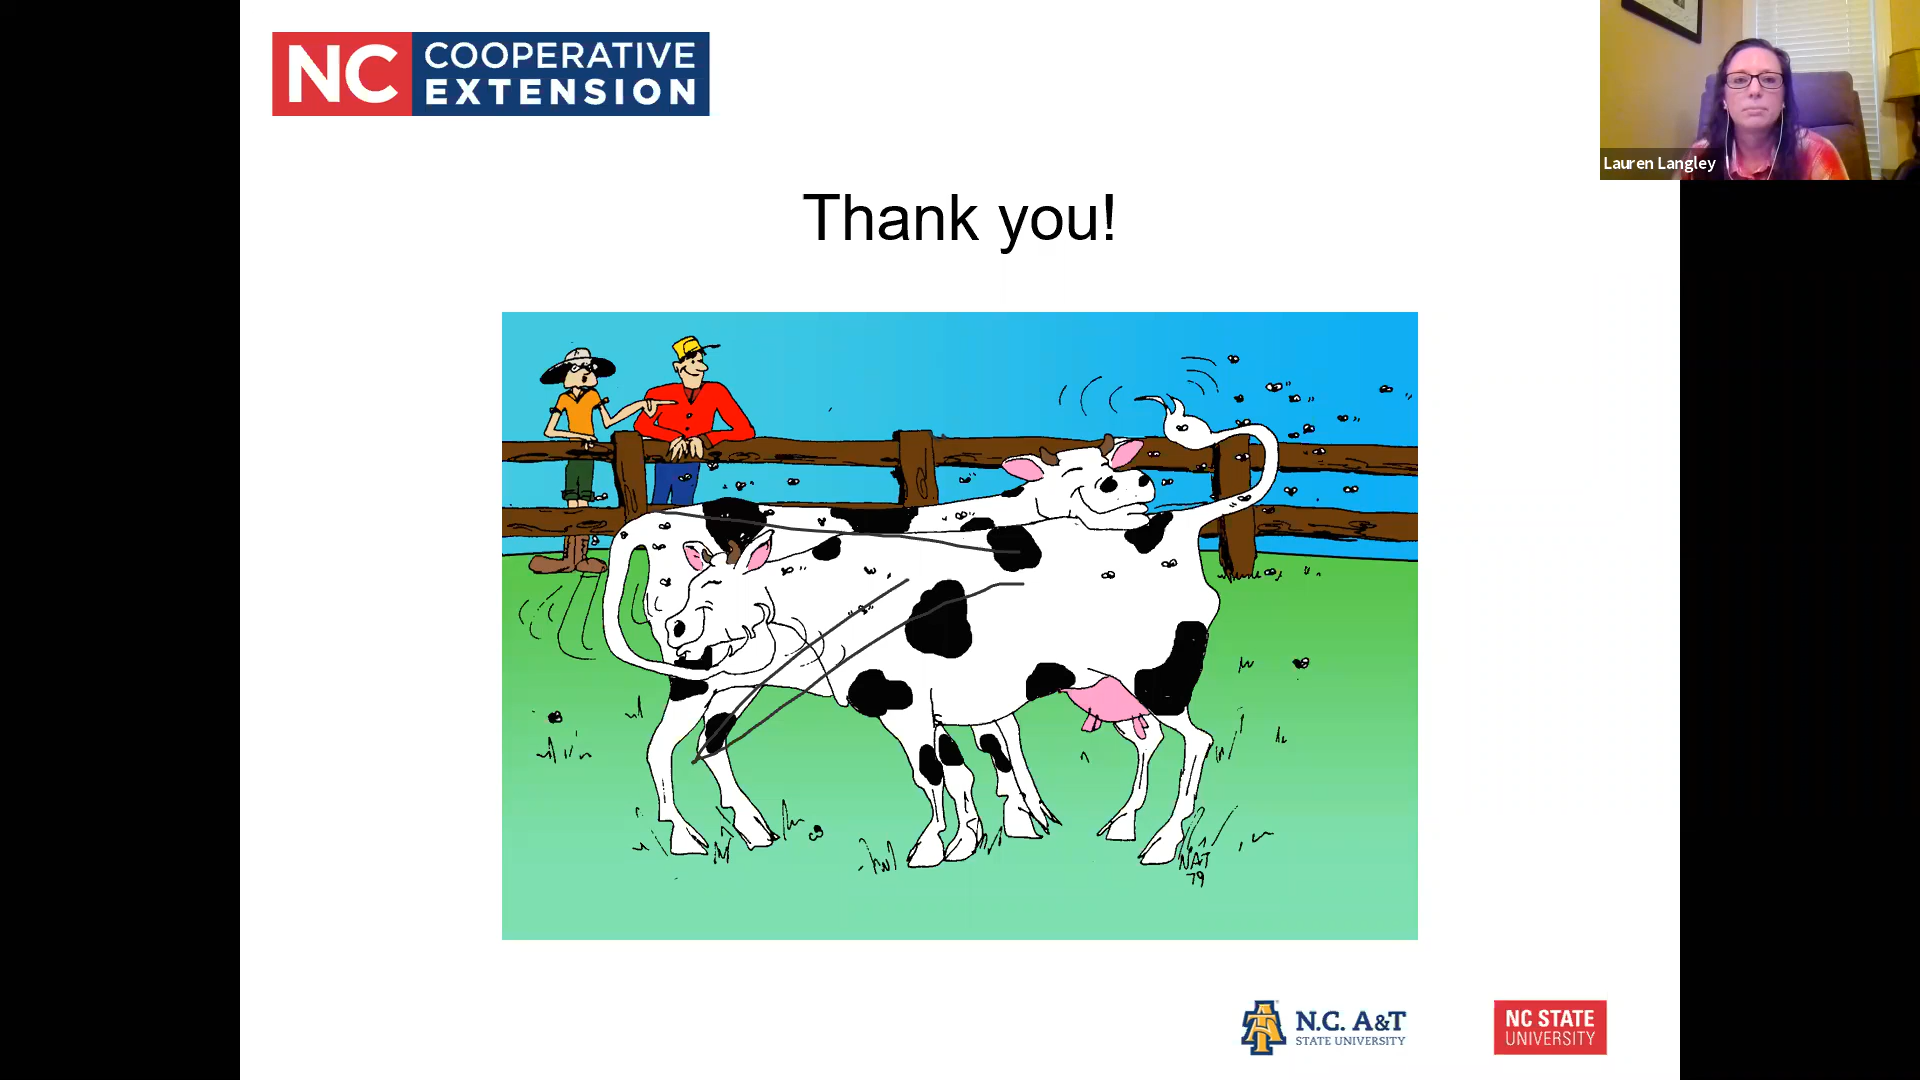 NC COOPERATIVE
EXTENSION
Lauren Langley
Thank you!
NAT
79
N.C. A&T
STATE UNIVERSITY
NC STATE
UNIVERSITY